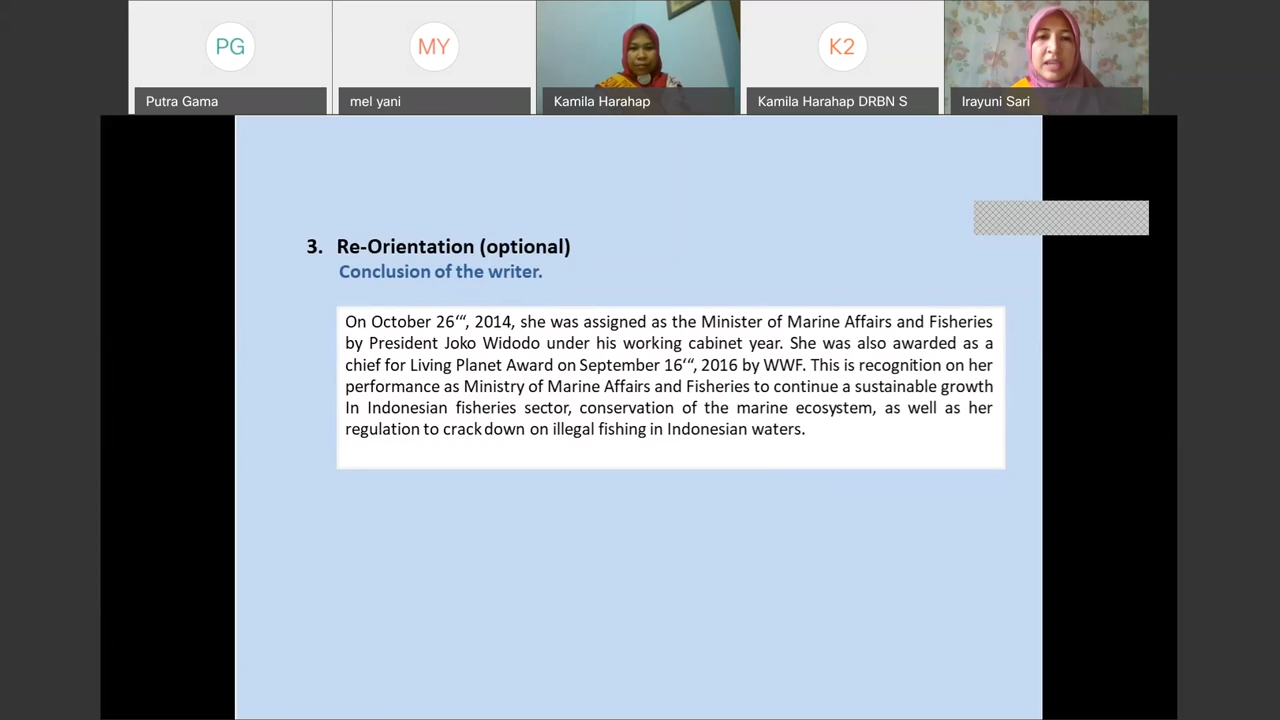 PG
MY
K2
Putra Gama
mel yani
Kamila Harahap
Kamila Harahap DRBN S
Irayuni Sari
3. Re-Orientation (optional)
Conclusion of the writer.
On October 26‘“, 2014, she was assigned as the Minister of Marine Affairs and Fisheries
by President Joko Widodo under his working cabinet year. She was also awarded as a
chief for Living Planet Award on September 16‘“, 2016 by WWF. This is recognition on her
performance as Ministry of Marine Affairs and Fisheries to continue a sustainable growth
In Indonesian fisheries sector, conservation of the marine ecosystem, as well as her
regulation to crack down on illegal fishing in Indonesian waters.